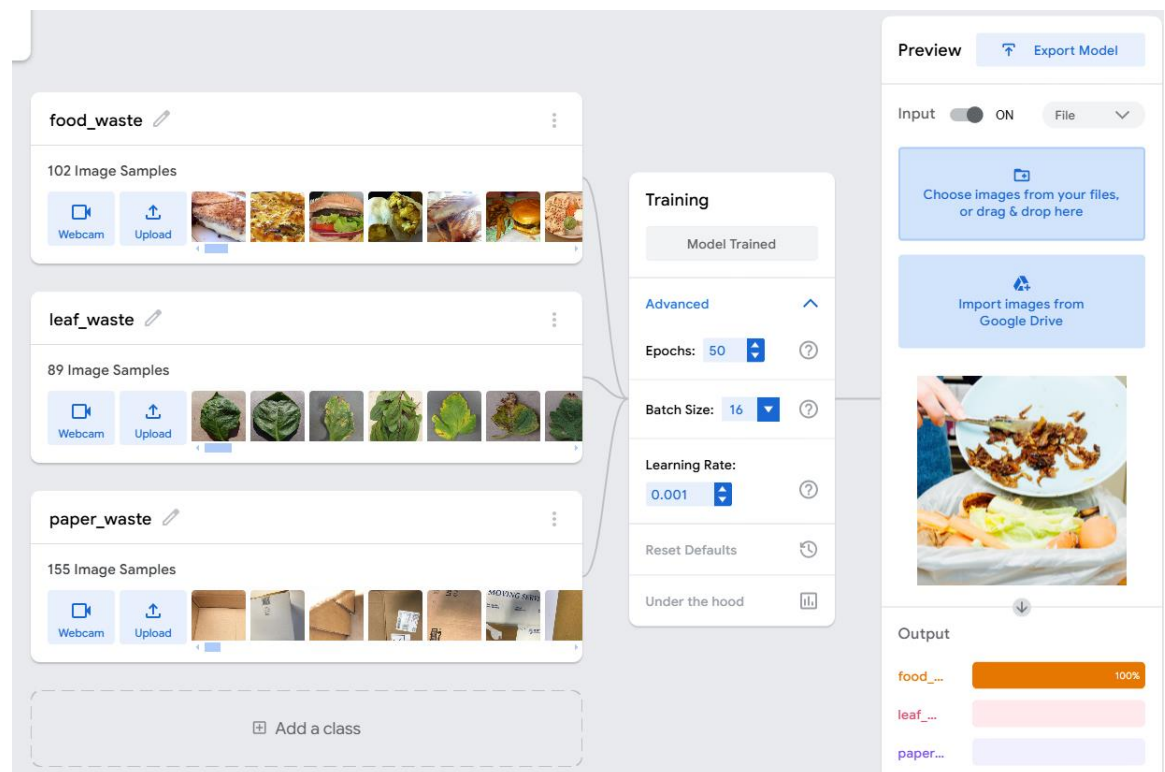 food_waste
102 Image Samples
Webcam
Upload
leaf_waste
89 Image Samples
Webcam
Upload
paper_waste
155 Image Samples
Webcam
Upload
MOVING
Add a class
Training
Model Trained
Advanced
Epochs: 50
Batch Size: 16
Learning Rate:
0.001
Reset Defaults
Under the hood
Preview
Export Model
Input ON File
Choose images from your files,
or drag & drop here
Import images from
Google Drive
Output
food_... 100%
leaf_...
paper...